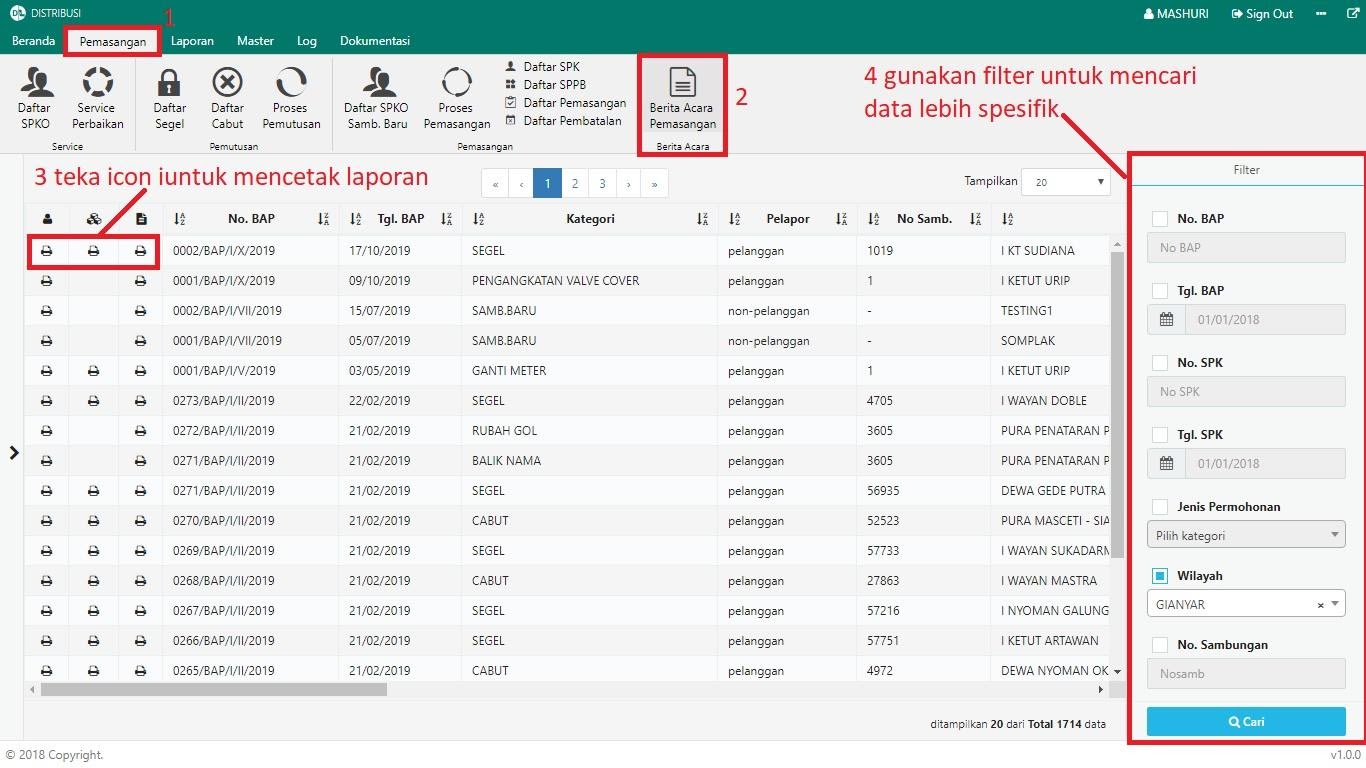 DL DISTRIBUSI
MASHURI Sign Out
1
Beranda Pemasangan Laporan Master Log Dokumentasi
Daftar SPKO
Service Perbaikan
Service
Daftar Segel
Daftar Cabut
Proses Pemutusan
Pemutusan
Daftar SPKO Samb. Baru
Proses Pemasangan
Daftar SPK
Daftar SPPB
Daftar Pemasangan
Daftar Pembatalan
Pemasangan
Berita Acara Pemasangan
Berita Acara
2
4 gunakan filter untuk mencari
data lebih spesifik
3 teka icon iuntuk mencetak laporan
« ‹ 1 2 3 › »
Tampilkan 20
No. BAP Tgl. BAP Kategori Pelapor No Samb.
0002/BAP/I/X/2019 17/10/2019 SEGEL pelanggan 1019 I KT SUDIANA
0001/BAP/I/X/2019 09/10/2019 PENGANGKATAN VALVE COVER pelanggan 1 I KETUT URIP
0002/BAP/I/VII/2019 15/07/2019 SAMB.BARU non-pelanggan - TESTING1
0001/BAP/I/VII/2019 05/07/2019 SAMB.BARU non-pelanggan - SOMPLAK
0001/BAP/I/V/2019 03/05/2019 GANTI METER pelanggan 1 I KETUT URIP
0273/BAP/I/II/2019 22/02/2019 SEGEL pelanggan 4705 I WAYAN DOBLE
0272/BAP/I/II/2019 21/02/2019 RUBAH GOL pelanggan 3605 PURA PENATARAN P
0271/BAP/I/II/2019 21/02/2019 BALIK NAMA pelanggan 3605 PURA PENATARAN P
0271/BAP/I/II/2019 21/02/2019 SEGEL pelanggan 56935 DEWA GEDE PUTRA
0270/BAP/I/II/2019 21/02/2019 CABUT pelanggan 52523 PURA MASCETI - SIA
0269/BAP/I/II/2019 21/02/2019 SEGEL pelanggan 57733 I WAYAN SUKADARM
0268/BAP/I/II/2019 21/02/2019 CABUT pelanggan 27863 I WAYAN MASTRA
0267/BAP/I/II/2019 21/02/2019 SEGEL pelanggan 57216 I NYOMAN GALUNG
0266/BAP/I/II/2019 21/02/2019 SEGEL pelanggan 57751 I KETUT ARTAWAN
0265/BAP/I/II/2019 21/02/2019 CABUT pelanggan 4972 DEWA NYOMAN OK
ditampilkan 20 dari Total 1714 data
Filter
No. BAP
No BAP
Tgl. BAP
01/01/2018
No. SPK
No SPK
Tgl. SPK
01/01/2018
Jenis Permohonan
Pilih kategori
Wilayah
GIANYAR ×
No. Sambungan
Nosamb
Cari
© 2018 Copyright.
v1.0.0